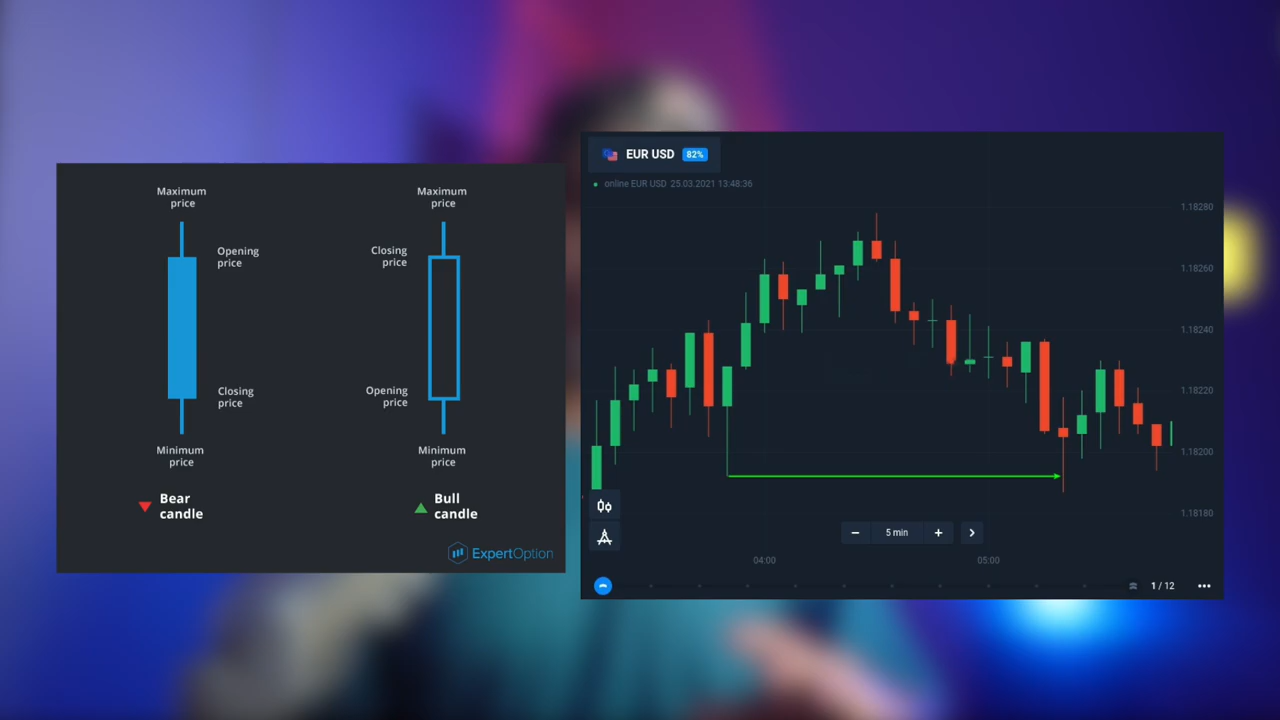 Maximum
price
Opening
price
Closing
price
Minimum
price
Bear
candle
Maximum
price
Closing
price
Opening
price
Minimum
price
Bull
candle
ExpertOption
EUR USD 82%
online EUR USD 25.03.2021 13:48:36
1.18280
1.18260
1.18240
1.18220
1.18200
1.18180
− 5 min + >
04:00 05:00
1 / 12 •••